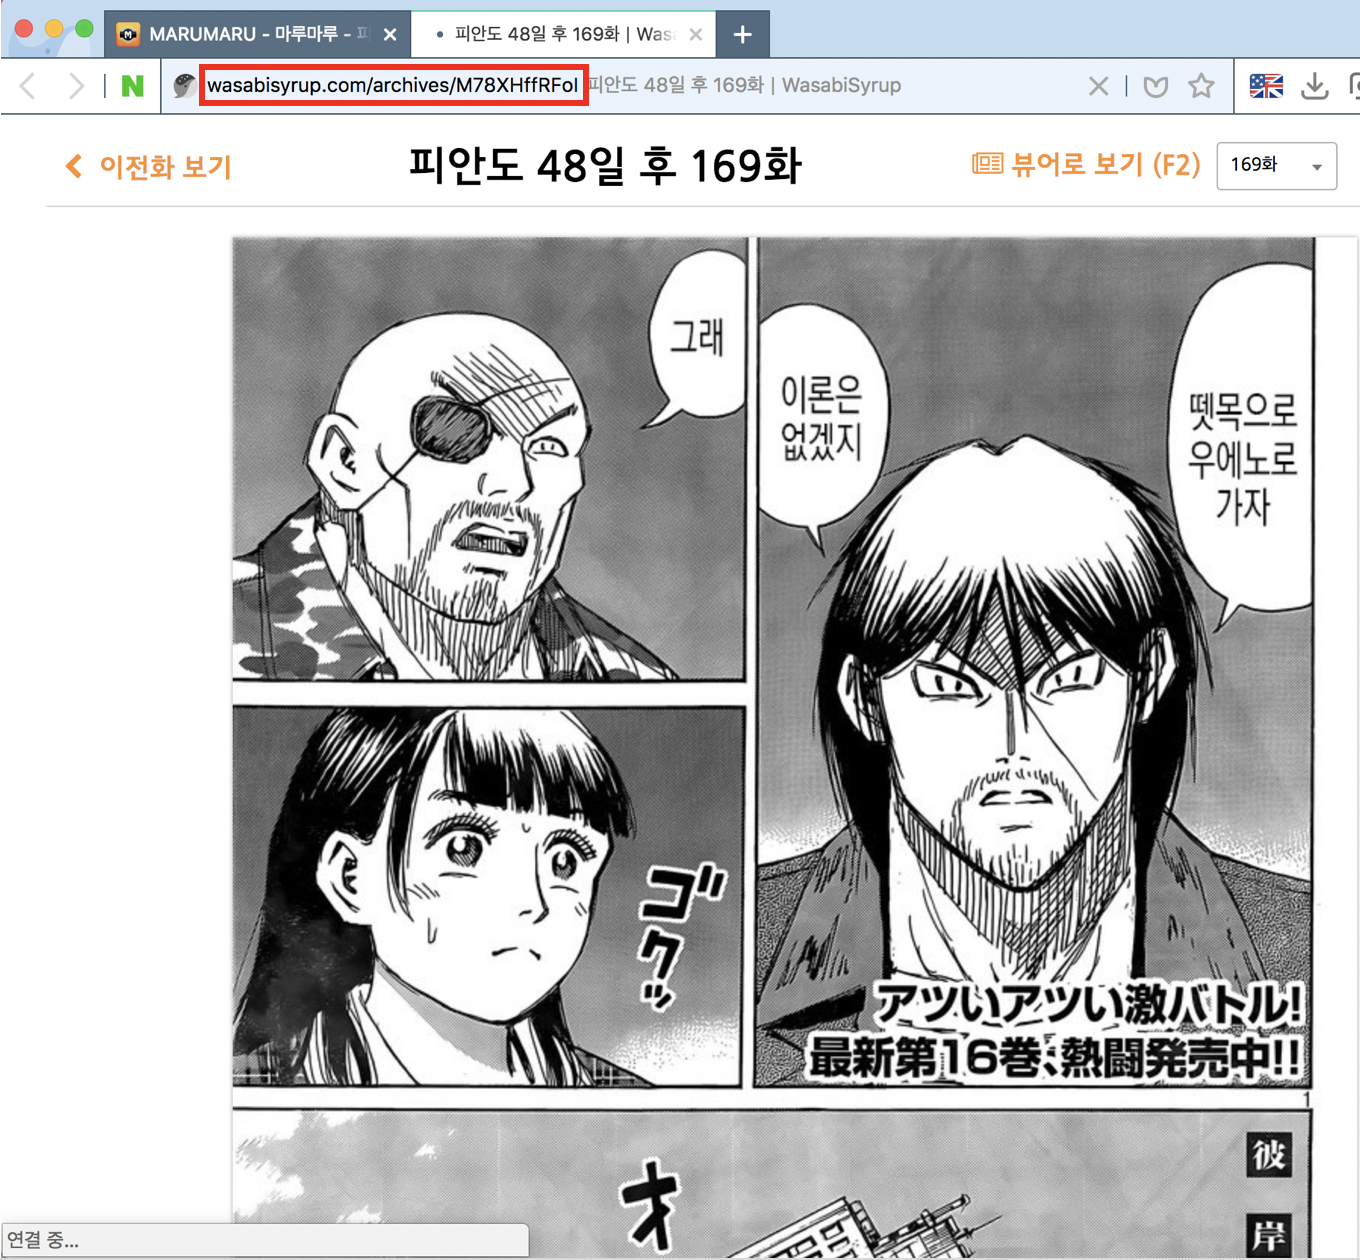 MARUMARU - 마루마루 - 피
피안도 48일 후 169화 | Was
wasabisyrup.com/archives/M78XHffRFoI 피안도 48일 후 169화 | WasabiSyrup
이전화 보기
피안도 48일 후 169화
뷰어로 보기 (F2)
169화
그래
이론은
없겠지
뗏목으로
우에노로
가자
ゴクッ
アツいアツい激バトル!
最新第16巻、熱闘発売中!!
1
彼
岸
オ
연결 중...